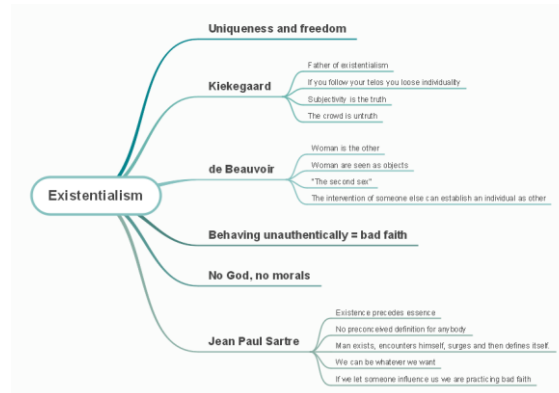 Existentialism
Uniqueness and freedom
Kiekegaard
Father of existentialism
If you follow your telos you loose individuality
Subjectivity is the truth
The crowd is untruth
de Beauvoir
Woman is the other
Woman are seen as objects
"The second sex"
The intervention of someone else can establish an individual as other
Behaving unauthentically = bad faith
No God, no morals
Jean Paul Sartre
Existence precedes essence
No preconceived definition for anybody
Man exists, encounters himself, surges and then defines itself.
We can be whatever we want
If we let someone influence us we are practicing bad faith